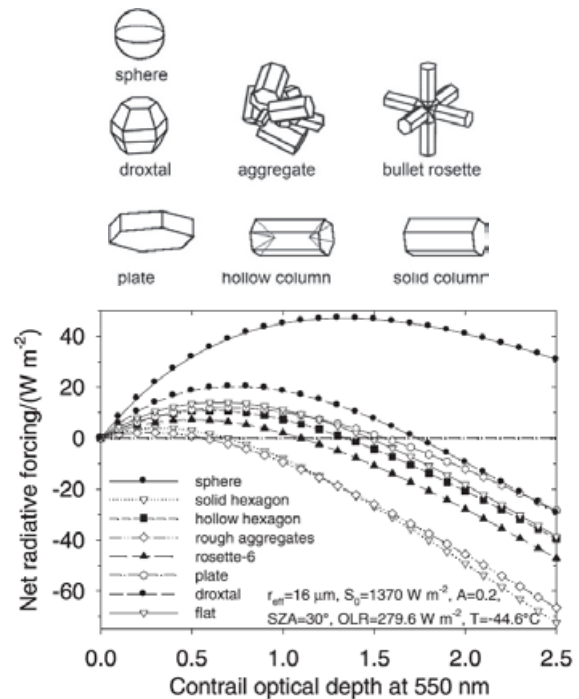 sphere
droxtal
aggregate
bullet rosette
plate
hollow column
solid column
Net radiative forcing/(W m⁻²)
40
20
0
-20
-40
-60
sphere
solid hexagon
hollow hexagon
rough aggregates
rosette-6
plate
droxtal
flat
r_eff=16 μm, S₀=1370 W m⁻², A=0.2,
SZA=30°, OLR=279.6 W m⁻², T=-44.6°C
0.0 0.5 1.0 1.5 2.0 2.5
Contrail optical depth at 550 nm